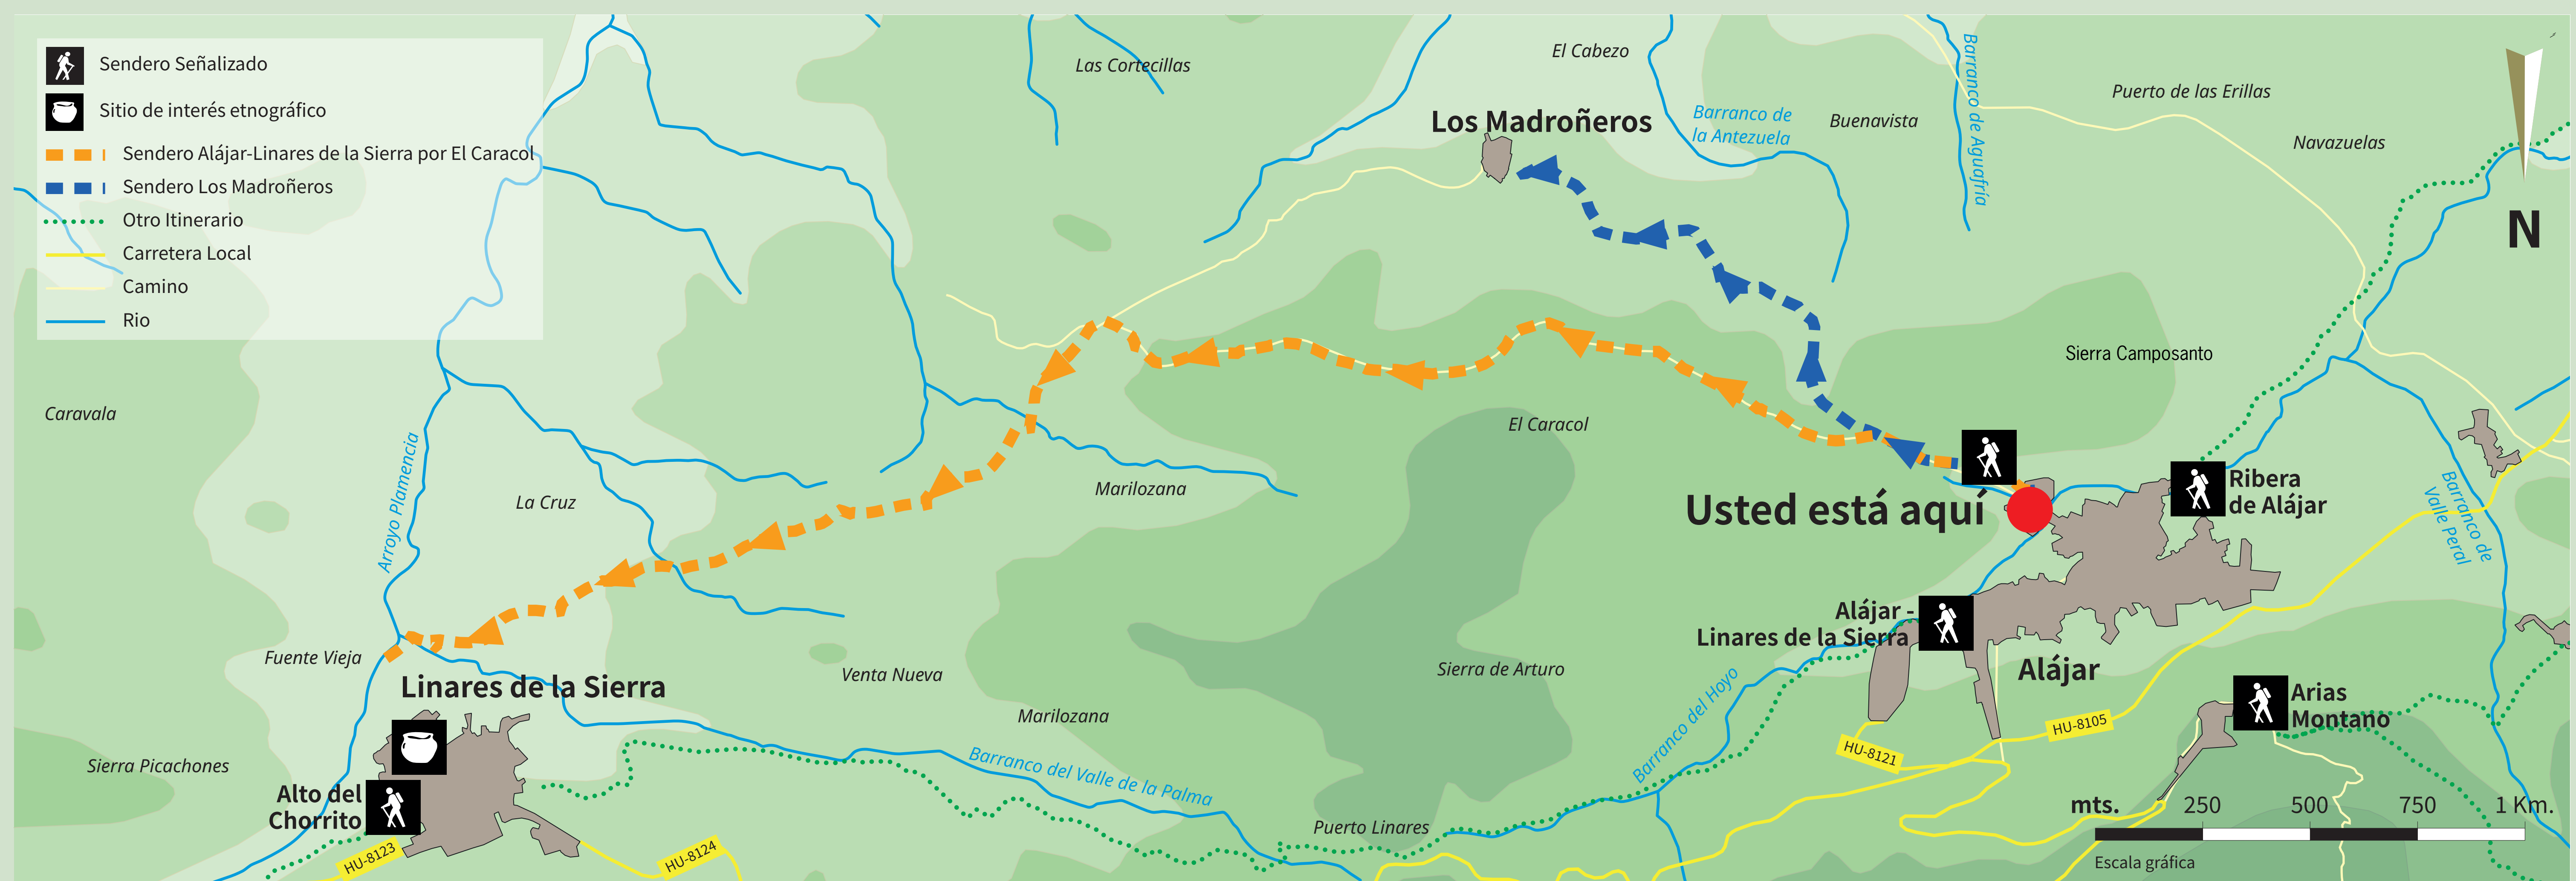 Sendero Señalizado
Sitio de interés etnográfico
Sendero Alájar-Linares de la Sierra por El Caracol
Sendero Los Madroñeros
Otro Itinerario
Carretera Local
Camino
Rio
Las Cortecillas
El Cabezo
Los Madroñeros
Barranco de
la Antezuela
Buenavista
Barranco de Aguafría
Puerto de las Erillas
Navazuelas
N
Sierra Camposanto
Caravala
El Caracol
Arroyo Plamencia
La Cruz
Marilozana
Usted está aquí
Ribera
de Alájar
Barranco de
Valle Peral
Alájar -
Linares de la Sierra
Fuente Vieja
Linares de la Sierra
Venta Nueva
Sierra de Arturo
Alájar
Arias
Montano
Marilozana
Barranco del Hoyo
HU-8105
HU-8121
Sierra Picachones
Barranco del Valle de la Palma
Alto del
Chorrito
Puerto Linares
HU-8123
HU-8124
mts. 250 500 750 1 Km.
Escala gráfica